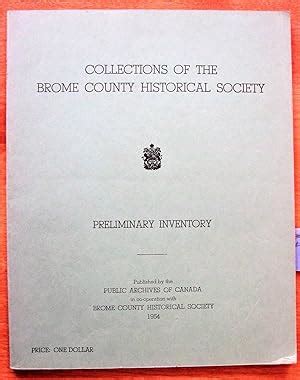 COLLECTIONS OF THE
BROME COUNTY HISTORICAL SOCIETY
PRELIMINARY INVENTORY
Published by the
PUBLIC ARCHIVES OF CANADA
in co-operation with
BROME COUNTY HISTORICAL SOCIETY
1954
PRICE: ONE DOLLAR